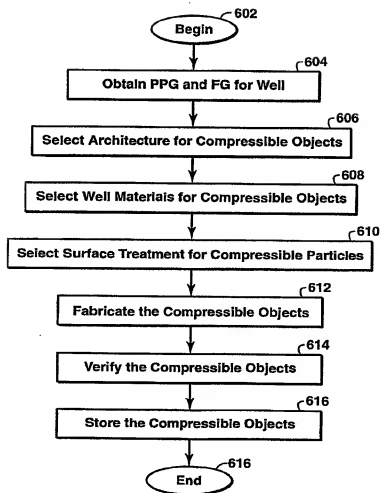 602
Begin
604
Obtain PPG and FG for Well
606
Select Architecture for Compressible Objects
608
Select Well Materials for Compressible Objects
610
Select Surface Treatment for Compressible Particles
612
Fabricate the Compressible Objects
614
Verify the Compressible Objects
616
Store the Compressible Objects
616
End